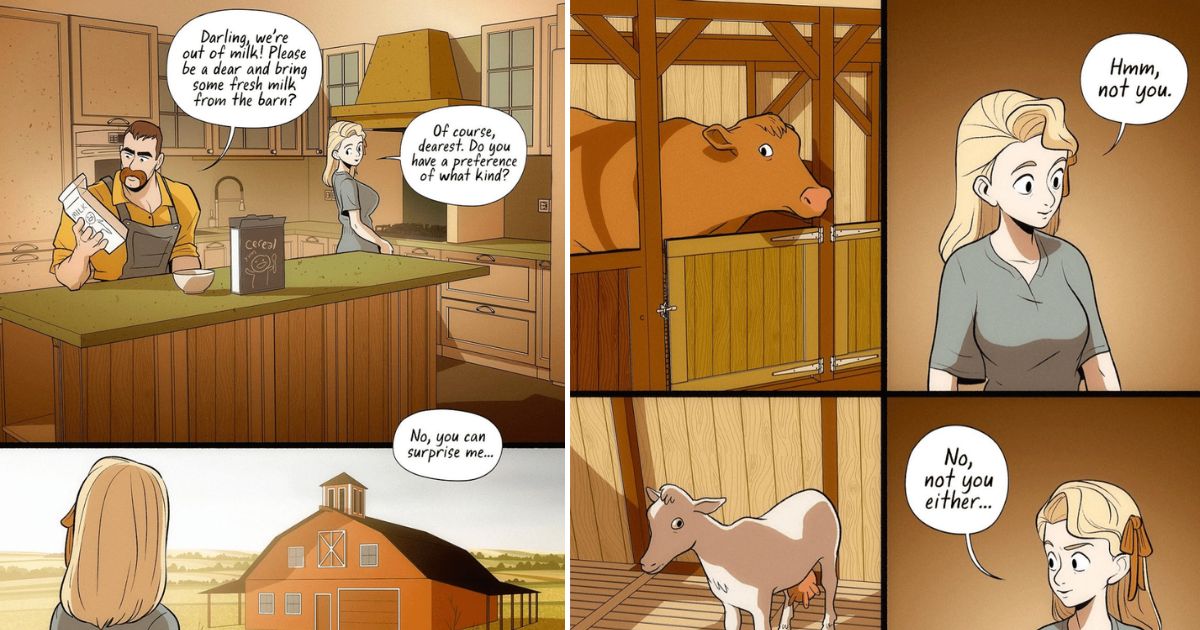 Darling, we're
out of milk! Please
be a dear and bring
some fresh milk
from the barn?
Of course,
dearest. Do you
have a preference
of what kind?
MILK
cereal
No, you can
surprise me...
Hmm,
not you.
No,
not you
either...